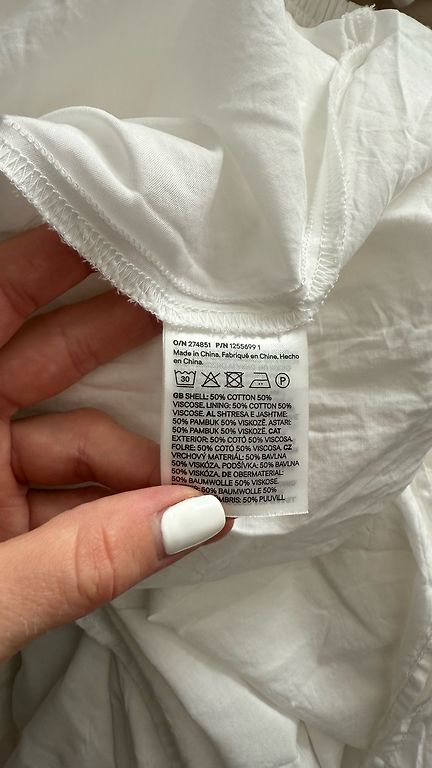 O/N 274851 P/N 1255699 1
Made in China, Fabriqué en Chine, Hecho
en China.
30 P
GB SHELL: 50% COTTON 50%
VISCOSE. LINING: 50% COTTON 50%
VISCOSE. AL SHTRESA E JASHTME:
50% PAMBUK 50% VISKOZË. ASTARI:
50% PAMBUK 50% VISKOZË. CAT
EXTERIOR: 50% COTÓ 50% VISCOSA.
FOLRE: 50% COTÓ 50% VISCOSA. CZ
VRCHOVÝ MATERIÁL: 50% BAVLNA
50% VISKÓZA. PODŠÍVKA: 50% BAVLNA
50% VISKÓZA. DE OBERMATERIAL:
50% BAUMWOLLE 50% VISKOSE.
50% BAUMWOLLE 50%
50% PUUVILL